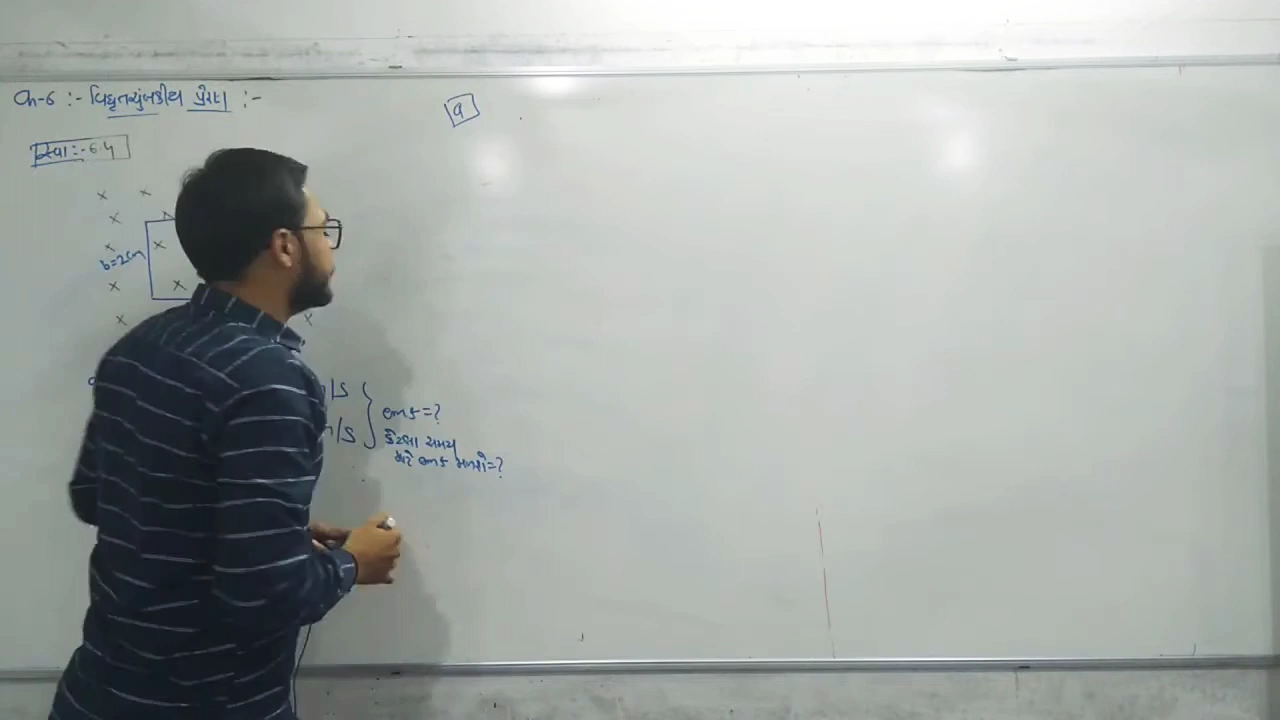 Ch-6 :- વિદ્યુતચુંબકીય પ્રેરણ :-
સ્વા :- 6.4
a
b=2cm
m/s
m/s
emf=?
કેટલા સમય
માટે emf મળશે=?